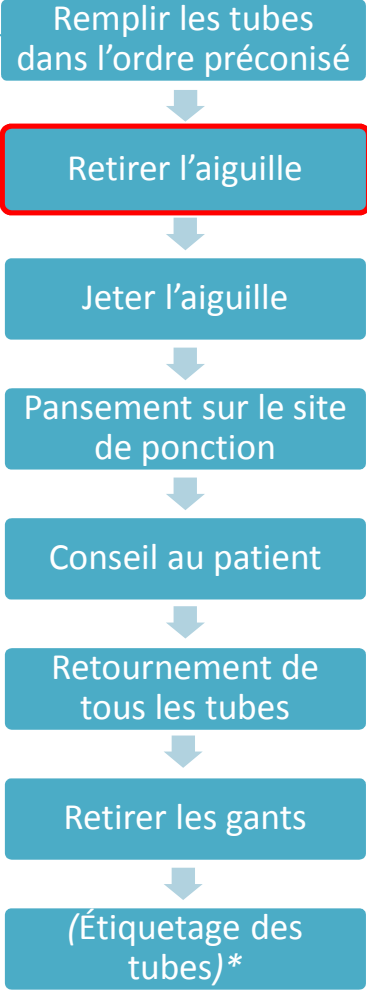 Remplir les tubes
dans l’ordre préconisé
Retirer l’aiguille
Jeter l’aiguille
Pansement sur le site
de ponction
Conseil au patient
Retournement de
tous les tubes
Retirer les gants
(Étiquetage des
tubes)*